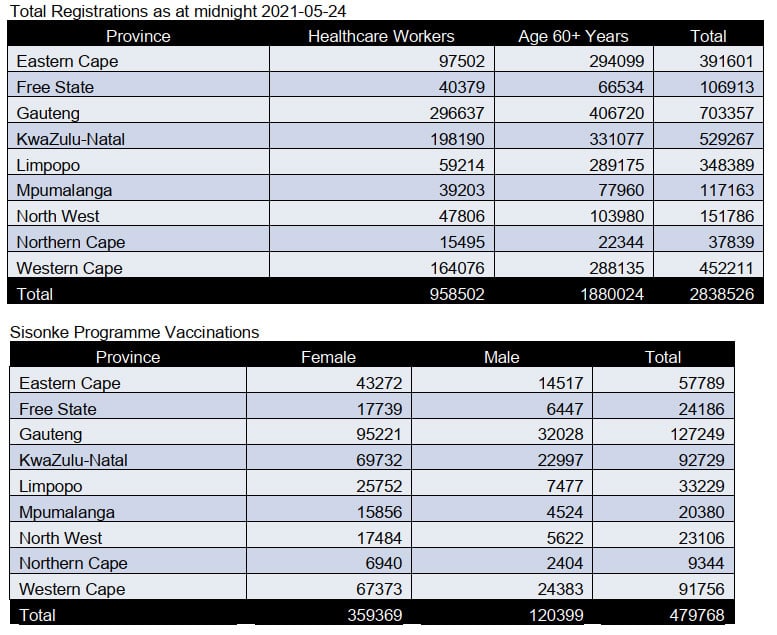 Total Registrations as at midnight 2021-05-24
Province Healthcare Workers Age 60+ Years Total
Eastern Cape 97502 294099 391601
Free State 40379 66534 106913
Gauteng 296637 406720 703357
KwaZulu-Natal 198190 331077 529267
Limpopo 59214 289175 348389
Mpumalanga 39203 77960 117163
North West 47806 103980 151786
Northern Cape 15495 22344 37839
Western Cape 164076 288135 452211
Total 958502 1880024 2838526
Sisonke Programme Vaccinations
Province Female Male Total
Eastern Cape 43272 14517 57789
Free State 17739 6447 24186
Gauteng 95221 32028 127249
KwaZulu-Natal 69732 22997 92729
Limpopo 25752 7477 33229
Mpumalanga 15856 4524 20380
North West 17484 5622 23106
Northern Cape 6940 2404 9344
Western Cape 67373 24383 91756
Total 359369 120399 479768